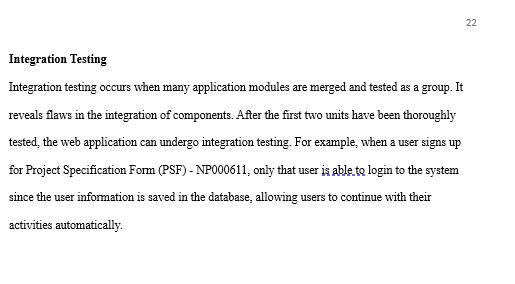 22
Integration Testing
Integration testing occurs when many application modules are merged and tested as a group. It
reveals flaws in the integration of components. After the first two units have been thoroughly
tested, the web application can undergo integration testing. For example, when a user signs up
for Project Specification Form (PSF) - NP000611, only that user is able to login to the system
since the user information is saved in the database, allowing users to continue with their
activities automatically.